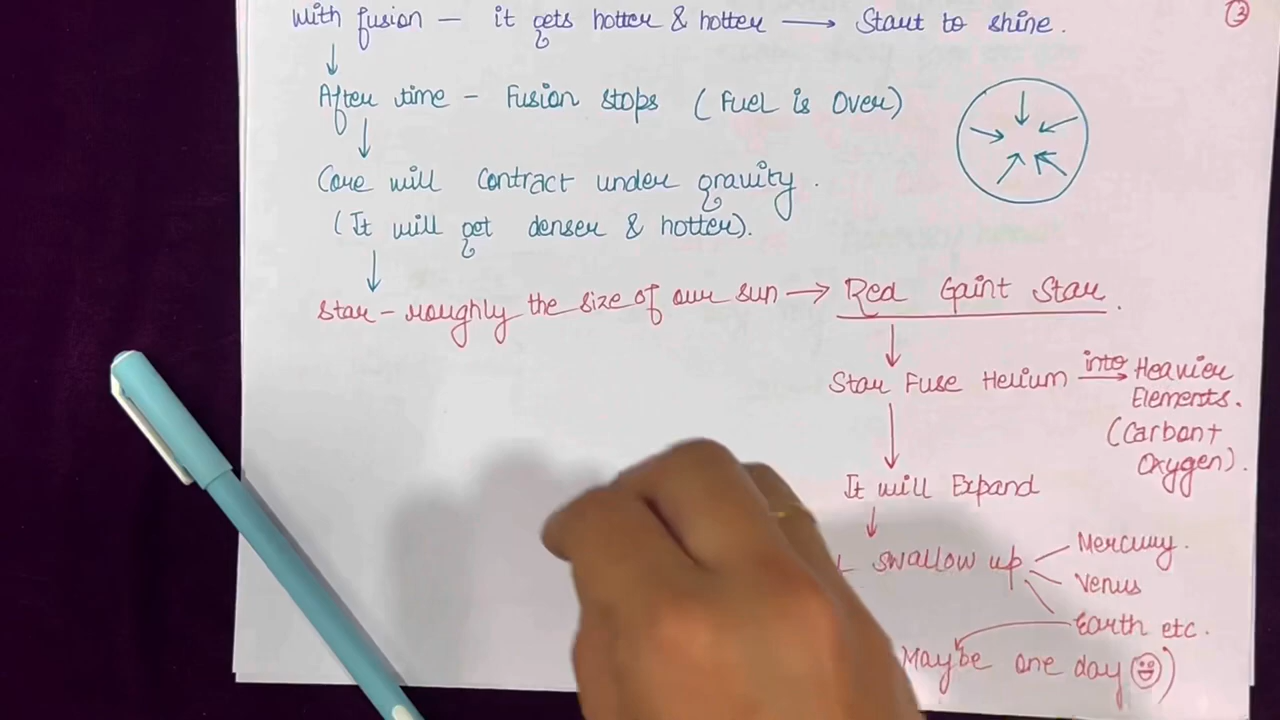 3
with fusion - it gets hotter & hotter → Start to shine.
After time - Fusion stops (Fuel is Over)
Core will contract under gravity.
(It will get denser & hotter).
Star - roughly the size of our sun → Red Gaint Star.
Star Fuse Helium into → Heavier
Elements.
(Carbon +
Oxygen).
It will Expand
swallow up
Mercury.
Venus
Earth etc.
Maybe one day 😃)